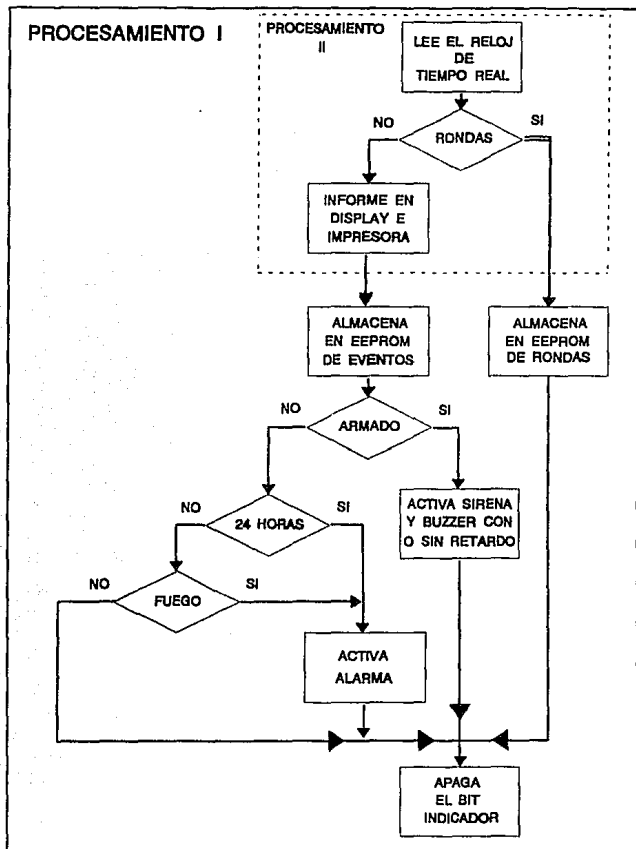 PROCESAMIENTO I
PROCESAMIENTO
II
LEE EL RELOJ
DE
TIEMPO REAL
NO
RONDAS
SI
INFORME EN
DISPLAY E
IMPRESORA
ALMACENA
EN EEPROM
DE EVENTOS
ALMACENA
EN EEPROM
DE RONDAS
NO
ARMADO
SI
NO
24 HORAS
SI
ACTIVA SIRENA
Y BUZZER CON
O SIN RETARDO
NO
FUEGO
SI
ACTIVA
ALARMA
APAGA
EL BIT
INDICADOR